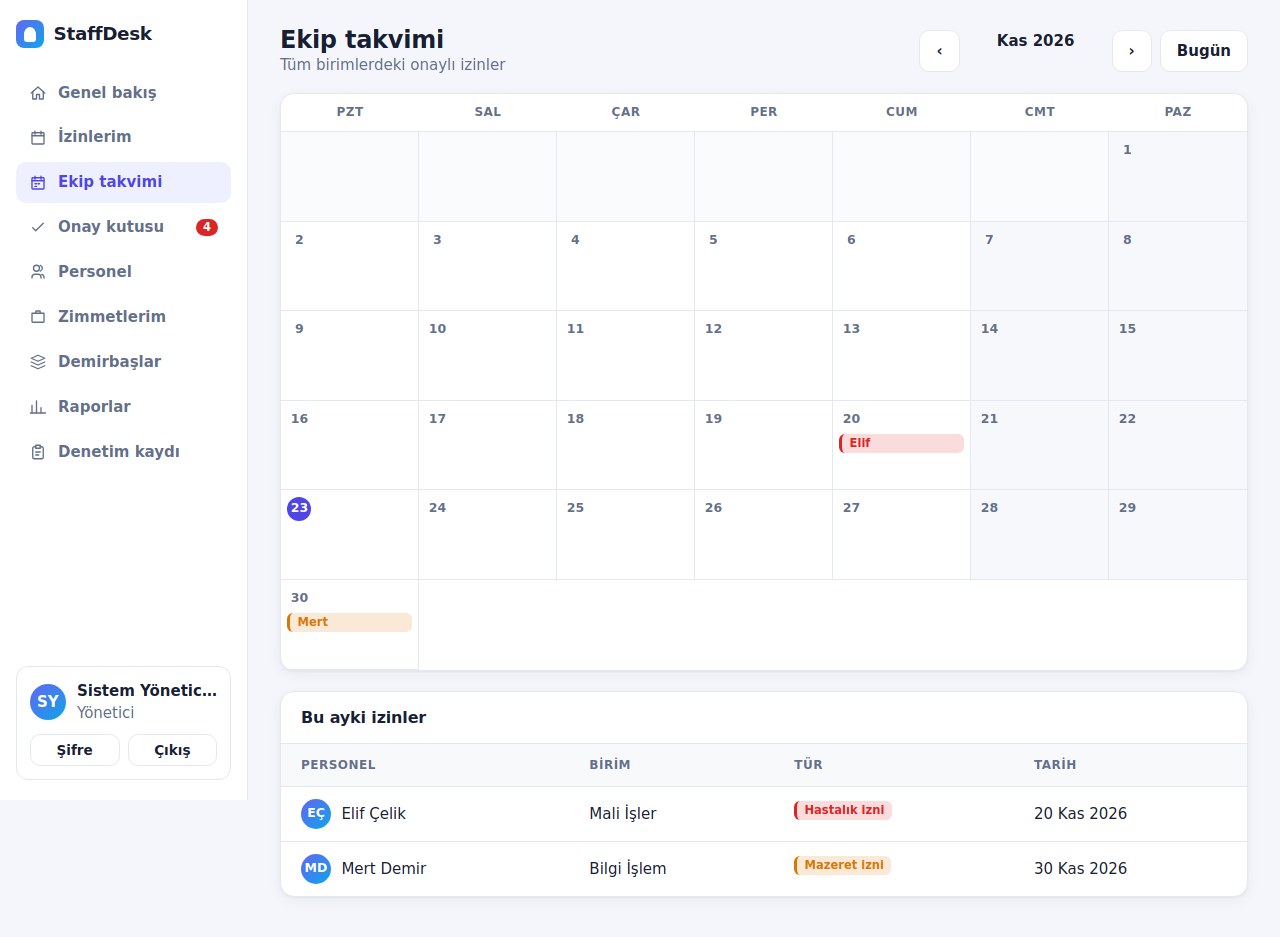 StaffDesk
Genel bakış
İzinlerim
Ekip takvimi
Onay kutusu 4
Personel
Zimmetlerim
Demirbaşlar
Raporlar
Denetim kaydı
SY Sistem Yönetic...
Yönetici
Şifre Çıkış
Ekip takvimi
Tüm birimlerdeki onaylı izinler
‹ Kas 2026 › Bugün
PZT SAL ÇAR PER CUM CMT PAZ
1
2 3 4 5 6 7 8
9 10 11 12 13 14 15
16 17 18 19 20 21 22
Elif
23 24 25 26 27 28 29
30
Mert
Bu ayki izinler
PERSONEL BİRİM TÜR TARİH
EÇ Elif Çelik Mali İşler Hastalık izni 20 Kas 2026
MD Mert Demir Bilgi İşlem Mazeret izni 30 Kas 2026